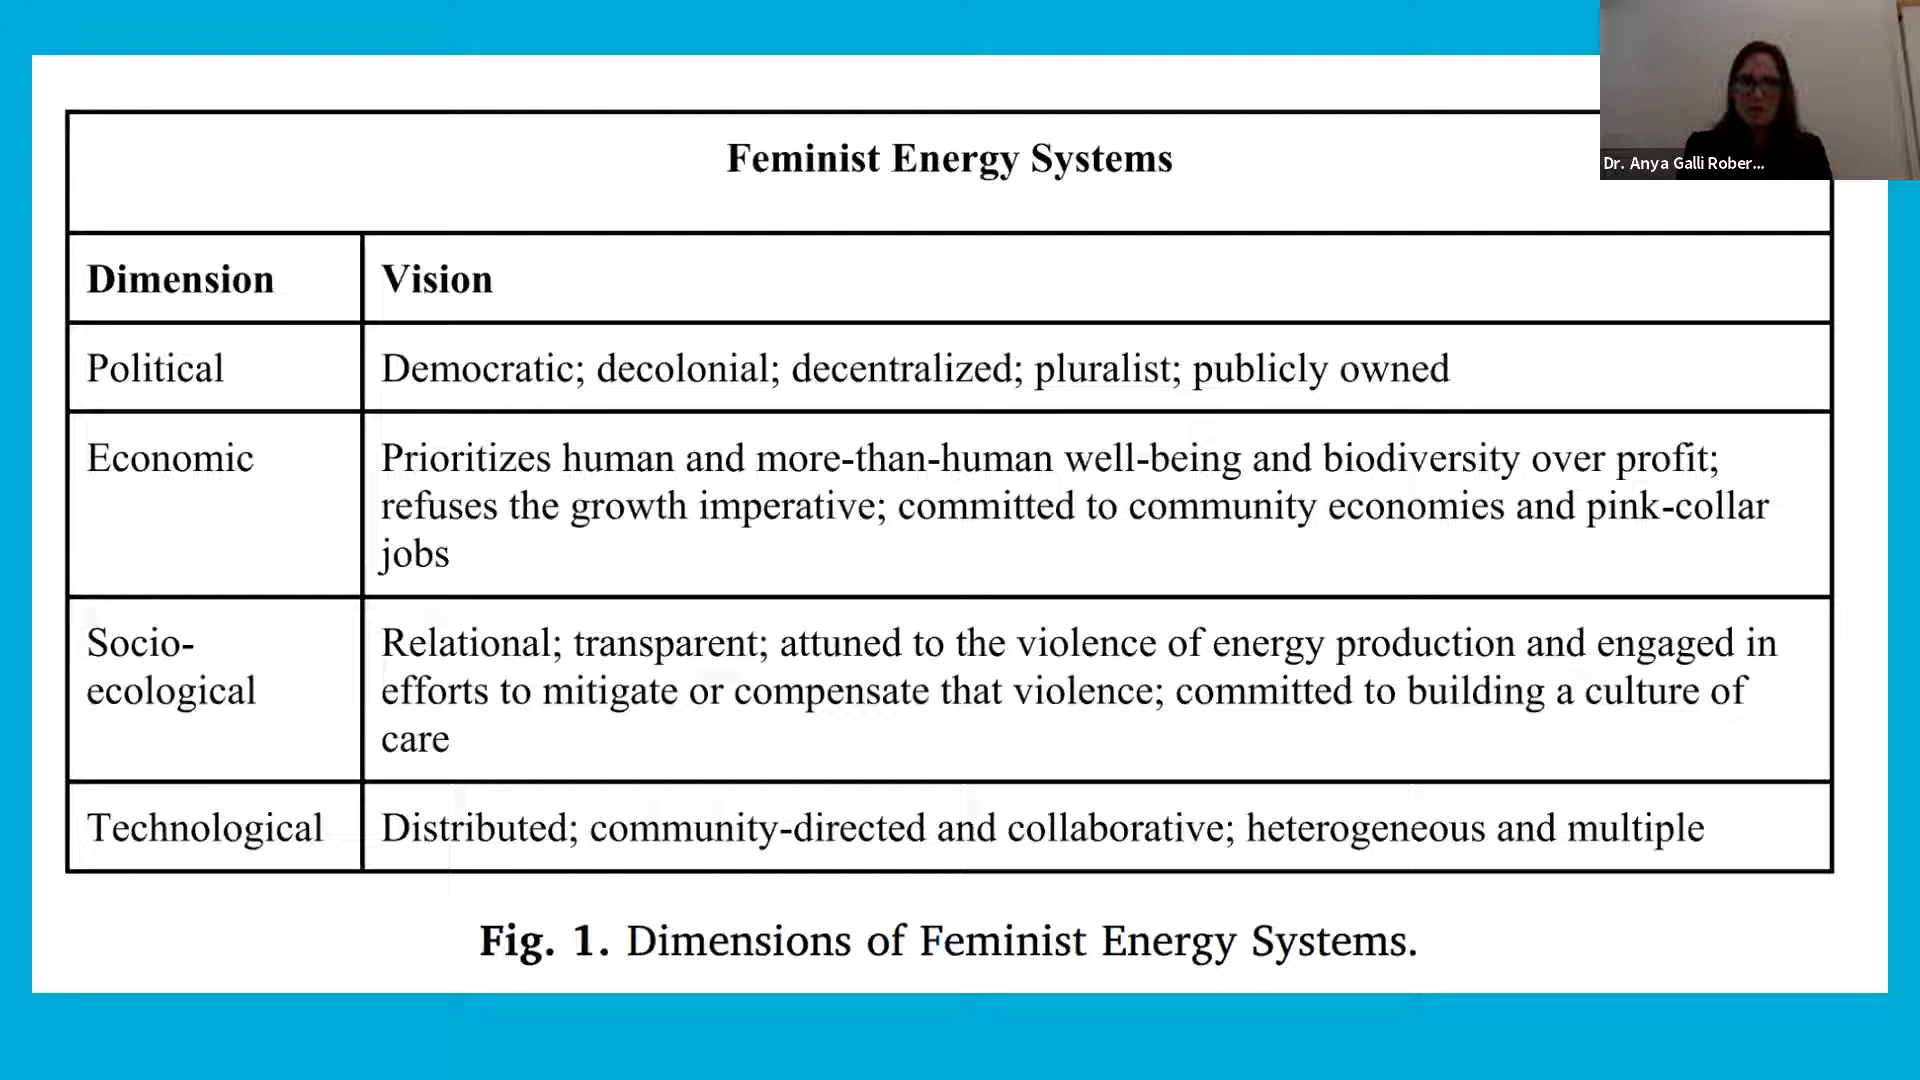 Dr. Anya Galli Rober...
Feminist Energy Systems
Dimension
Vision
Political
Democratic; decolonial; decentralized; pluralist; publicly owned
Economic
Prioritizes human and more-than-human well-being and biodiversity over profit;
refuses the growth imperative; committed to community economies and pink-collar
jobs
Socio-
ecological
Relational; transparent; attuned to the violence of energy production and engaged in
efforts to mitigate or compensate that violence; committed to building a culture of
care
Technological
Distributed; community-directed and collaborative; heterogeneous and multiple
Fig. 1. Dimensions of Feminist Energy Systems.